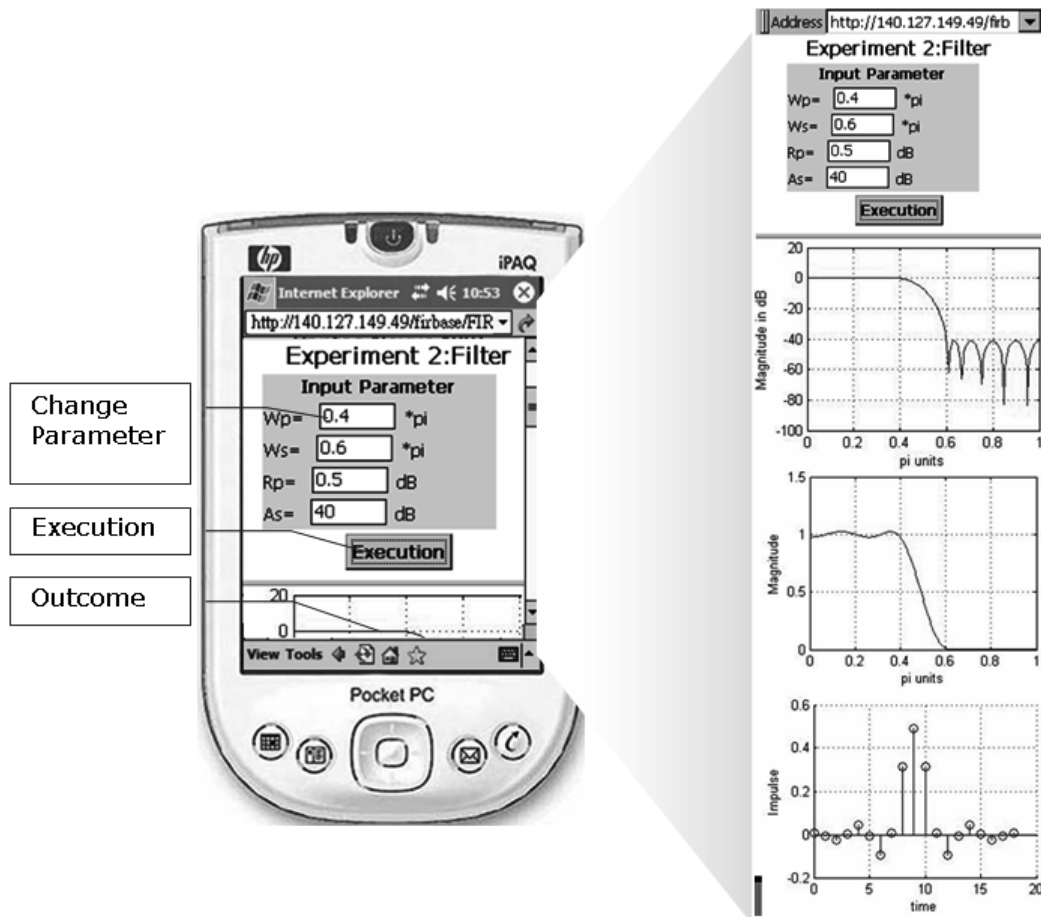 Change
Parameter
Execution
Outcome
hp
iPAQ
Internet Explorer 10:53
http://140.127.149.49/firbase/FIR
Experiment 2:Filter
Input Parameter
Wp= 0.4 *pi
Ws= 0.6 *pi
Rp= 0.5 dB
As= 40 dB
Execution
20
0
View Tools
Pocket PC
Address http://140.127.149.49/firb
Experiment 2:Filter
Input Parameter
Wp= 0.4 *pi
Ws= 0.6 *pi
Rp= 0.5 dB
As= 40 dB
Execution
Magnitude in dB
20
0
-20
-40
-60
-80
-100
0 0.2 0.4 0.6 0.8 1
pi units
Magnitude
1.5
1
0.5
0
0 0.2 0.4 0.6 0.8 1
pi units
Impulse
0.6
0.4
0.2
0
-0.2
0 5 10 15 20
time